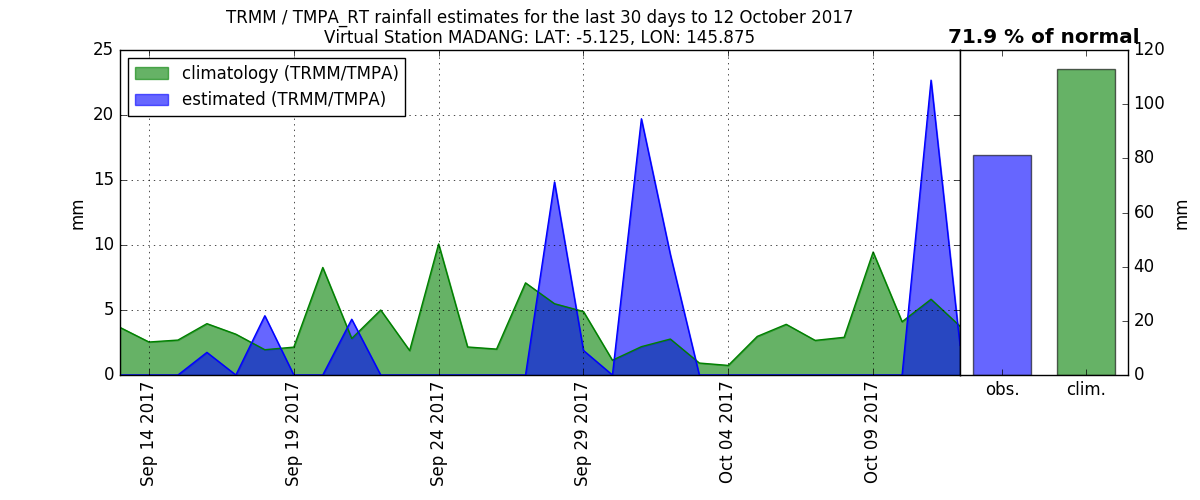 TRMM / TMPA_RT rainfall estimates for the last 30 days to 12 October 2017
Virtual Station MADANG: LAT: -5.125, LON: 145.875
71.9 % of normal
climatology (TRMM/TMPA)
estimated (TRMM/TMPA)
25
20
15
10
5
0
mm
Sep 14 2017
Sep 19 2017
Sep 24 2017
Sep 29 2017
Oct 04 2017
Oct 09 2017
obs.
clim.
120
100
80
60
40
20
0
mm